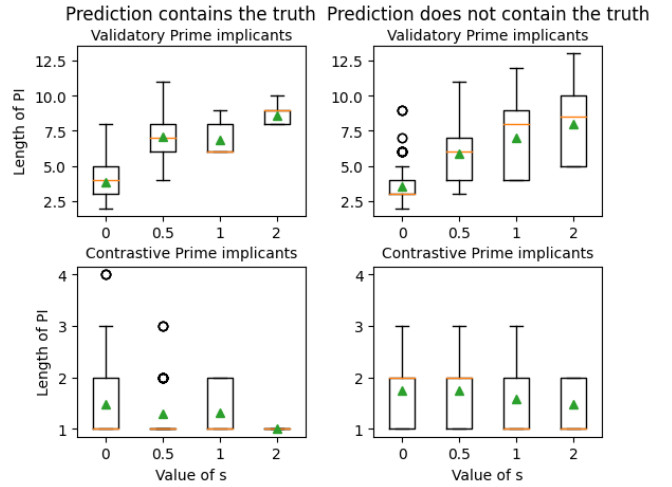 Prediction contains the truth
Prediction does not contain the truth
Validatory Prime implicants
Validatory Prime implicants
Length of PI
12.5
10.0
7.5
5.0
2.5
0 0.5 1 2
12.5
10.0
7.5
5.0
2.5
0 0.5 1 2
Contrastive Prime implicants
Contrastive Prime implicants
Length of PI
4
3
2
1
0 0.5 1 2
Value of s
4
3
2
1
0 0.5 1 2
Value of s